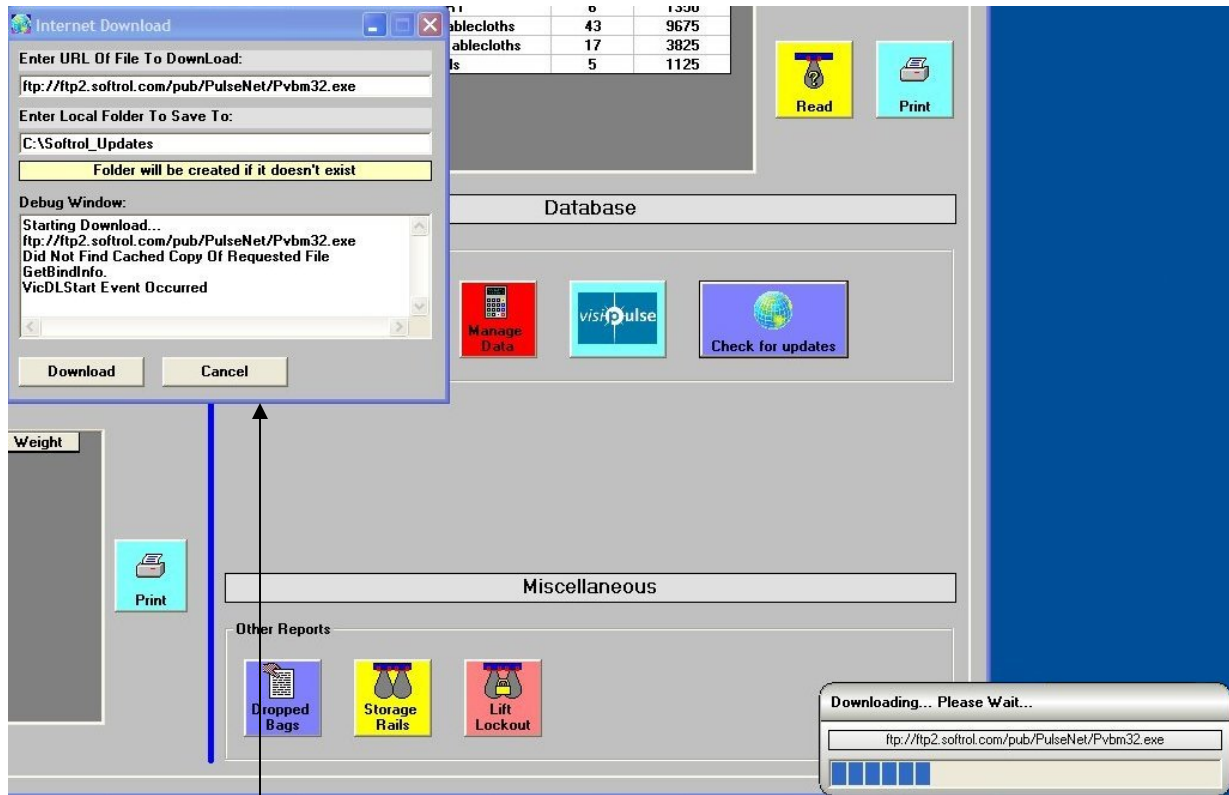 Internet Download
Enter URL Of File To DownLoad:
ftp://ftp2.softrol.com/pub/PulseNet/Pvbm32.exe
Enter Local Folder To Save To:
C:\Softrol_Updates
Folder will be created if it doesn't exist
Debug Window:
Starting Download...
ftp://ftp2.softrol.com/pub/PulseNet/Pvbm32.exe
Did Not Find Cached Copy Of Requested File
GetBindInfo.
VicDLStart Event Occurred
Download Cancel
6 1350
ablecloths 43 9675
ablecloths 17 3825
ls 5 1125
Read Print
Database
Manage
Data
visipulse
Check for updates
Weight
Print
Miscellaneous
Other Reports
Dropped
Bags
Storage
Rails
Lift
Lockout
Downloading... Please Wait...
ftp://ftp2.softrol.com/pub/PulseNet/Pvbm32.exe